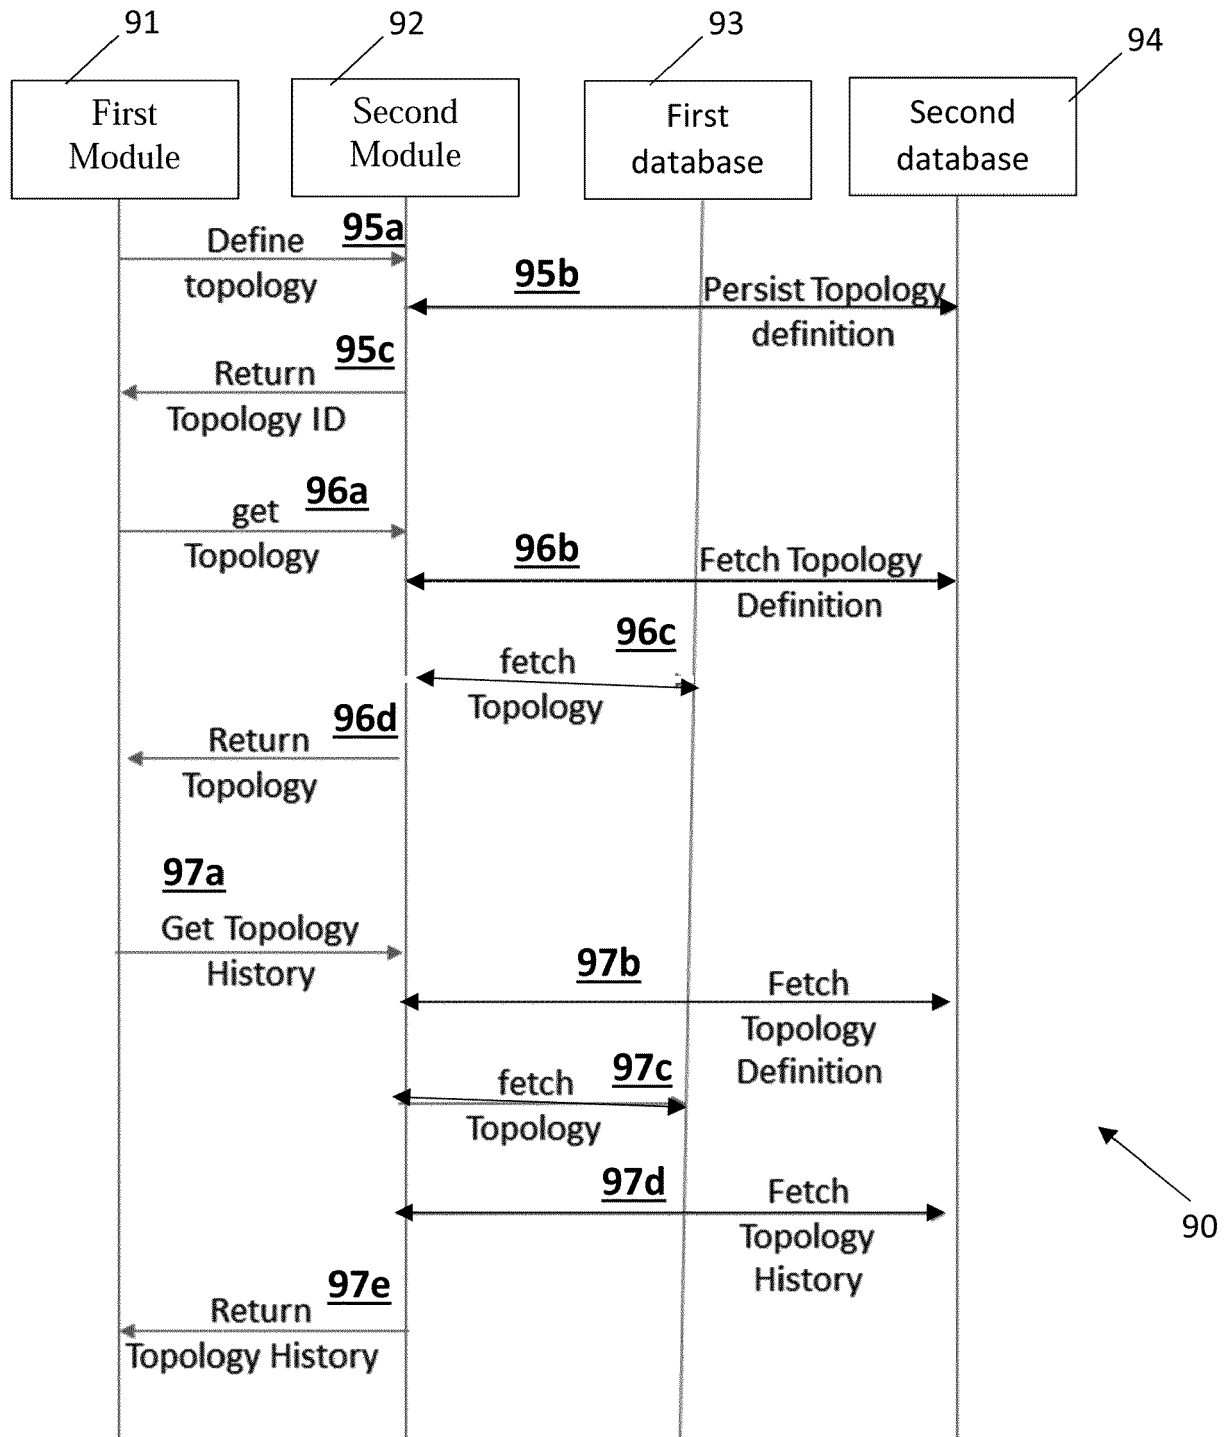 91
92
93
94
First
Module
Second
Module
First
database
Second
database
95a
Define
topology
95b
Persist Topology
definition
95c
Return
Topology ID
96a
get
Topology
96b
Fetch Topology
Definition
96c
fetch
Topology
96d
Return
Topology
97a
Get Topology
History
97b
Fetch
Topology
Definition
97c
fetch
Topology
97d
Fetch
Topology
History
90
97e
Return
Topology History